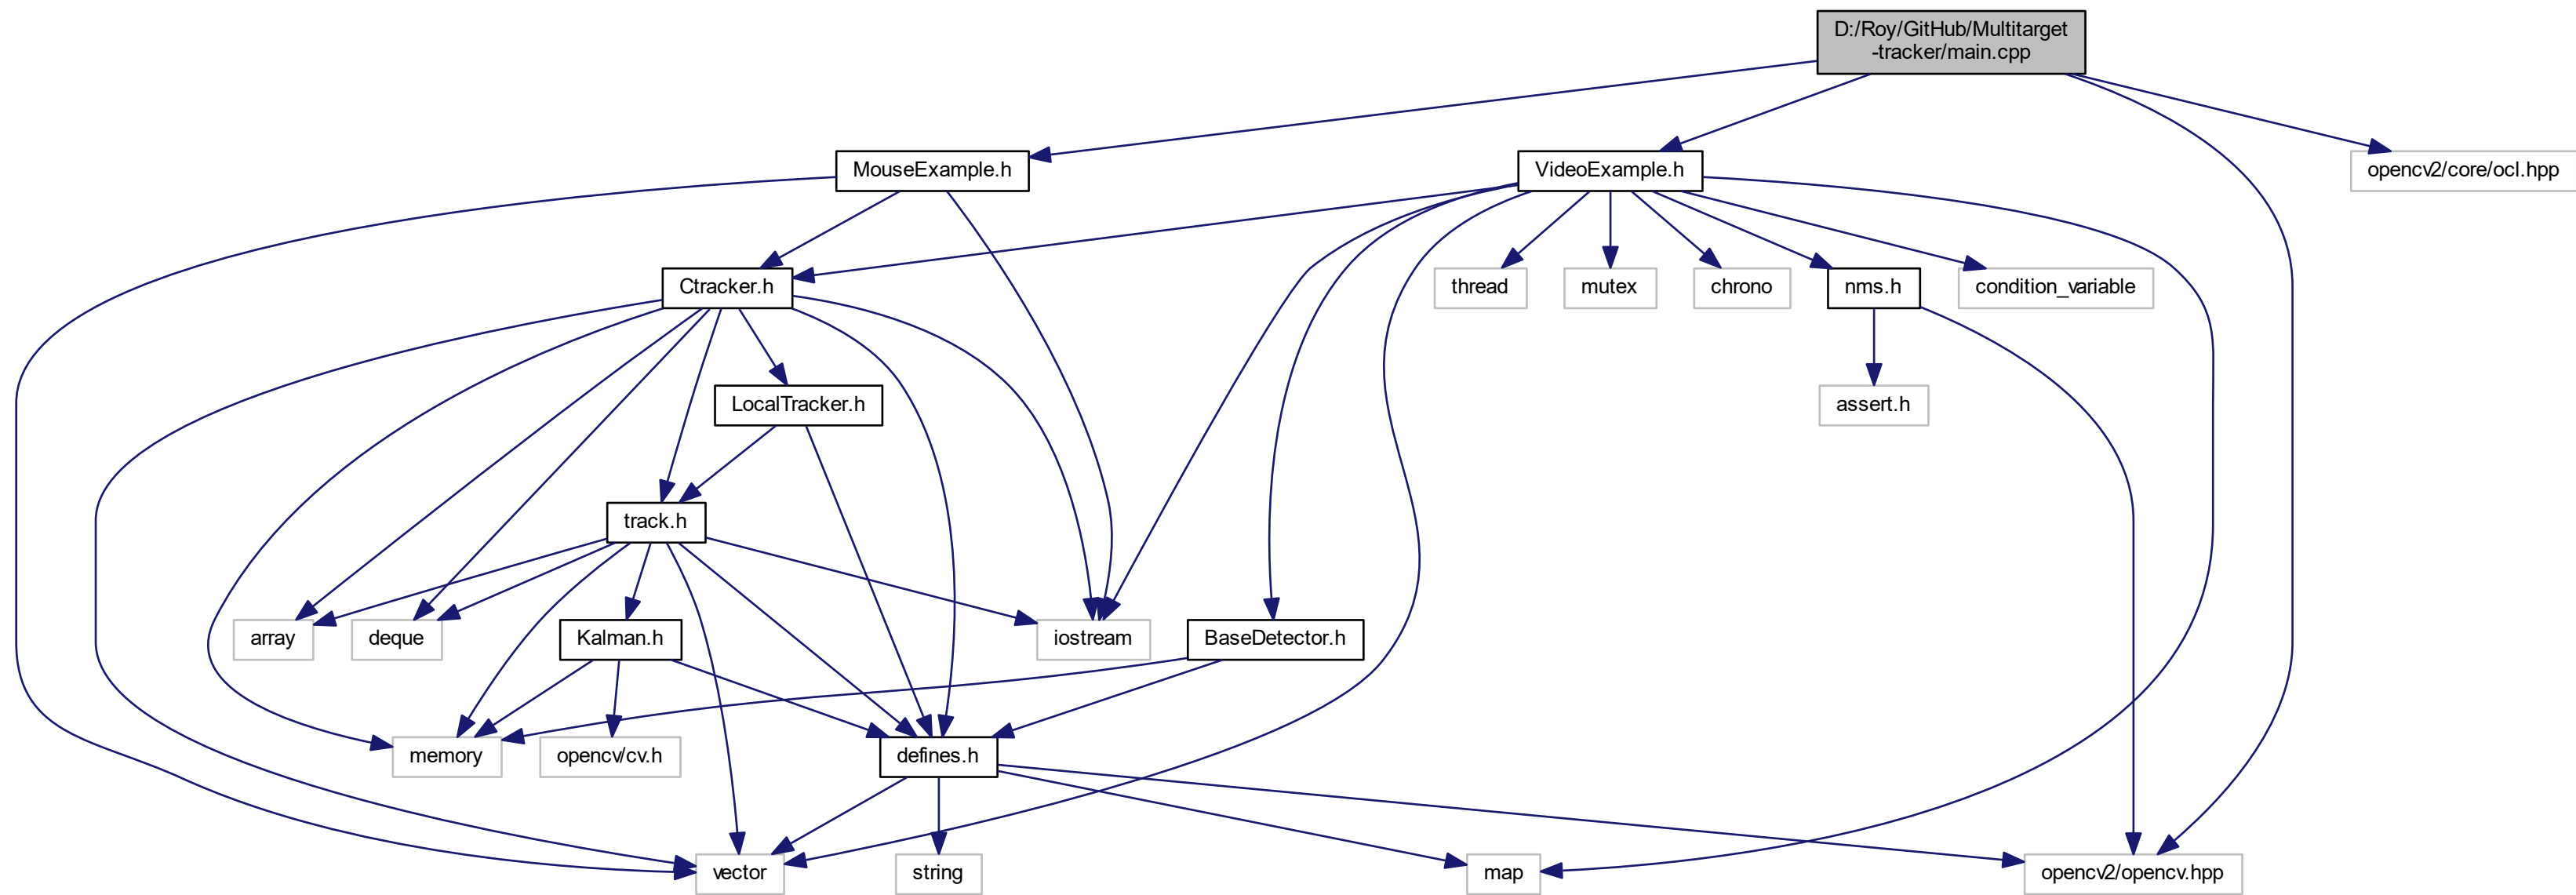 D:/Roy/GitHub/Multitarget
-tracker/main.cpp
MouseExample.h
VideoExample.h
opencv2/core/ocl.hpp
Ctracker.h
thread
mutex
chrono
nms.h
condition_variable
LocalTracker.h
assert.h
track.h
array
deque
Kalman.h
iostream
BaseDetector.h
memory
opencv/cv.h
defines.h
vector
string
map
opencv2/opencv.hpp